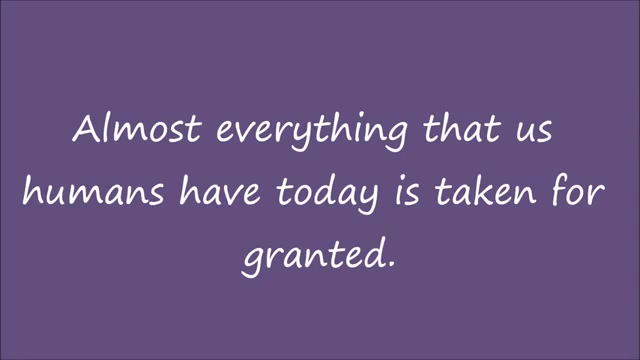 Almost everything that us
humans have today is taken for
granted.